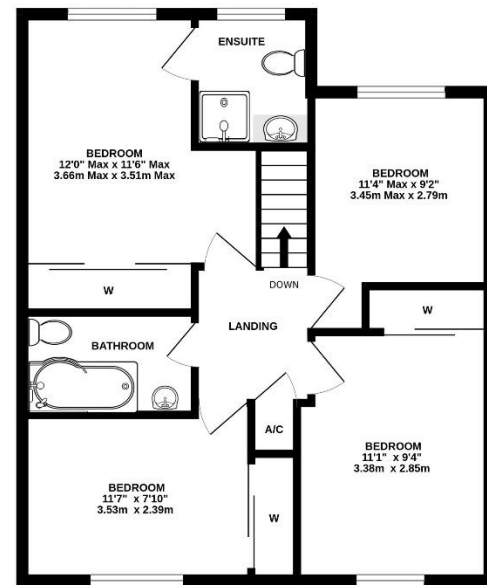 ENSUITE
BEDROOM
12'0" Max x 11'6" Max
3.66m Max x 3.51m Max
BEDROOM
11'4" Max x 9'2"
3.45m Max x 2.79m
DOWN
W
W
LANDING
BATHROOM
A/C
BEDROOM
11'1" x 9'4"
3.38m x 2.85m
BEDROOM
11'7" x 7'10"
3.53m x 2.39m
W